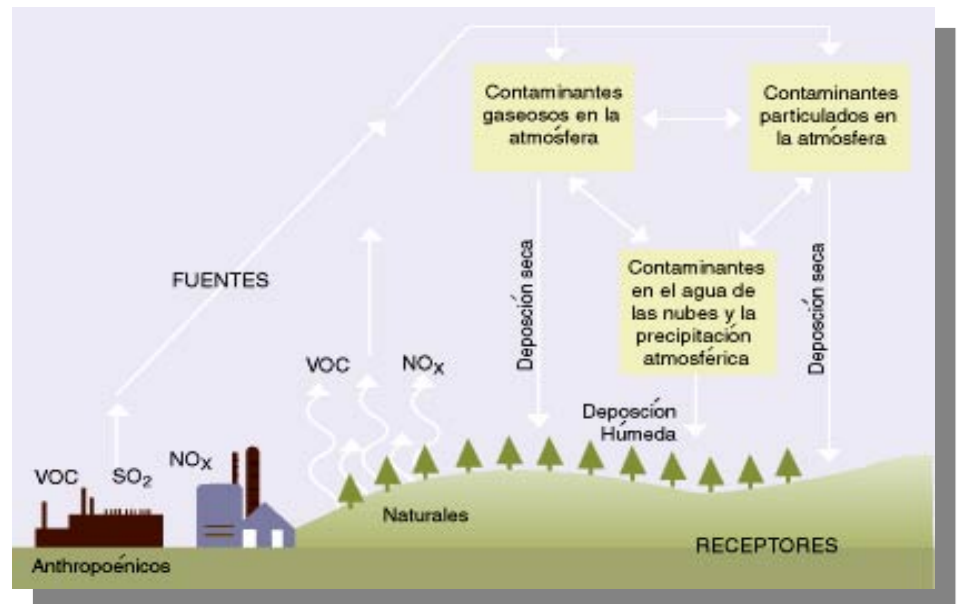 Contaminantes
gaseosos en la
atmósfera
Contaminantes
particulados en
la atmósfera
FUENTES
Deposción seca
Contaminantes
en el agua de
las nubes y la
precipitación
atmosférica
Deposción seca
VOC
NOx
Deposción
Húmeda
VOC
SO2
NOx
Naturales
RECEPTORES
Anthropoénicos